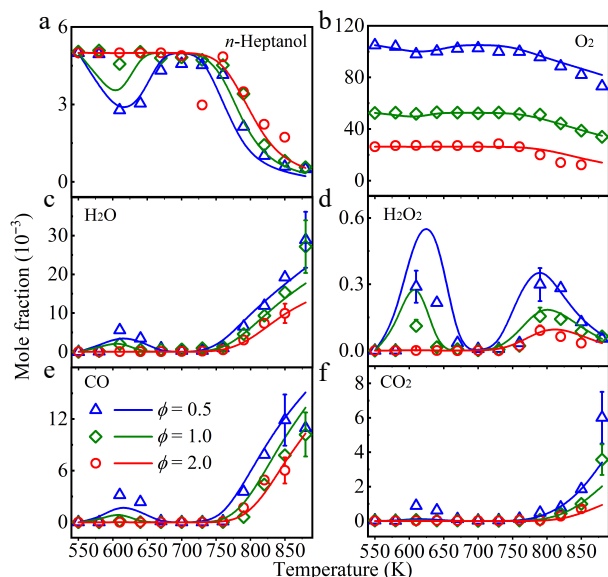 a
n-Heptanol
6
3
0
b
O2
120
80
40
0
c
H2O
30
20
10
0
d
H2O2
0.6
0.3
0.0
e
CO
12
6
0
ϕ = 0.5
ϕ = 1.0
ϕ = 2.0
f
CO2
8
6
4
2
0
550 600 650 700 750 800 850
550 600 650 700 750 800 850
Mole fraction (10⁻³)
Temperature (K)